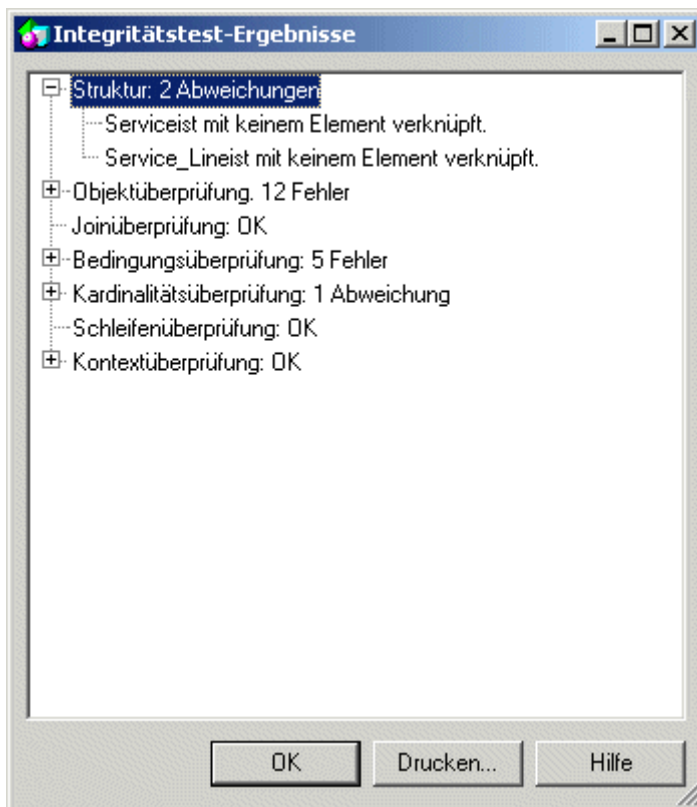 Integritätstest-Ergebnisse
Struktur: 2 Abweichungen
Serviceist mit keinem Element verknüpft.
Service_Lineist mit keinem Element verknüpft.
Objektüberprüfung. 12 Fehler
Joinüberprüfung: OK
Bedingungsüberprüfung: 5 Fehler
Kardinalitätsüberprüfung: 1 Abweichung
Schleifenüberprüfung: OK
Kontextüberprüfung: OK
OK Drucken... Hilfe